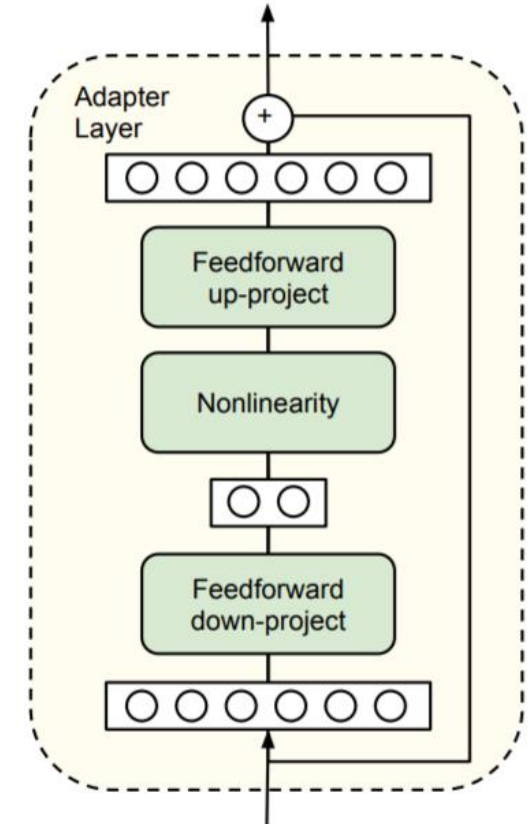 Adapter
Layer
+
Feedforward
up-project
Nonlinearity
Feedforward
down-project